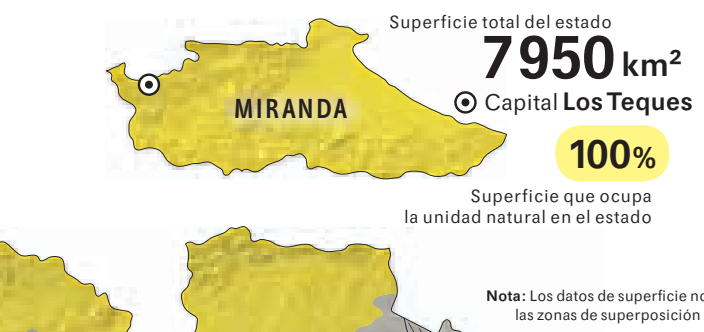 Superficie total del estado
7950 km²
MIRANDA
Capital Los Teques
100%
Superficie que ocupa
la unidad natural en el estado
Nota: Los datos de superficie
las zonas de superposición